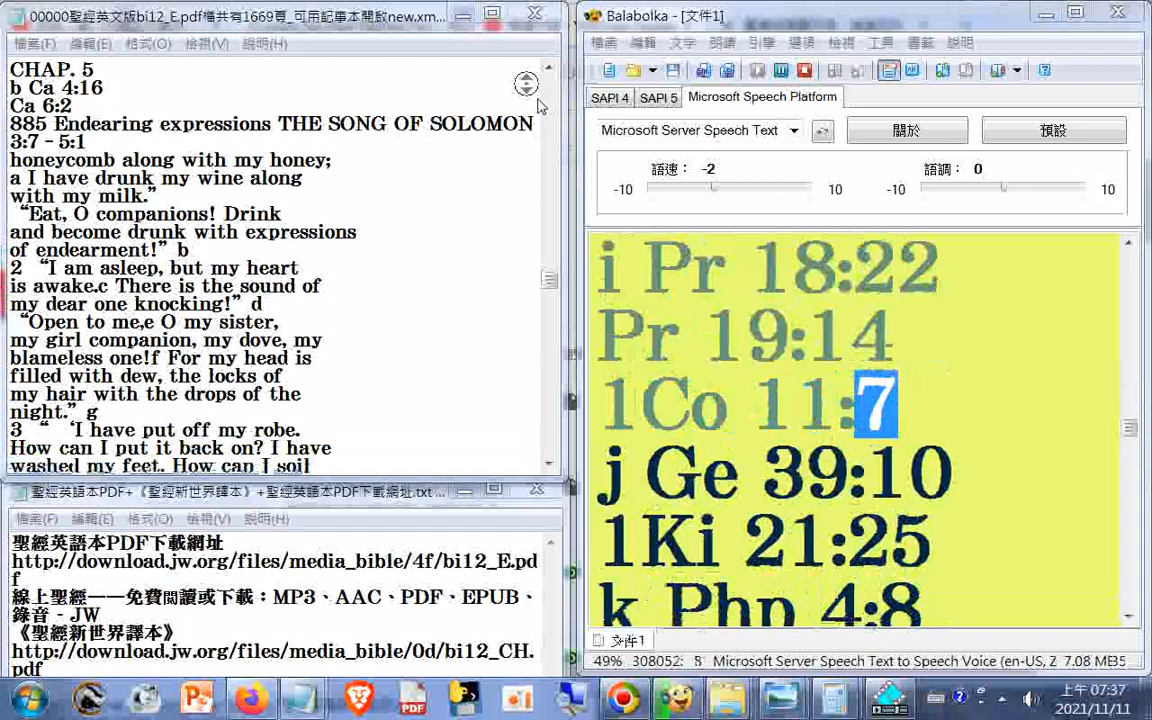 00000聖經英文版bi12_E.pdf檔共有1669頁_可用記事本開啟new.xm...
檔案(F) 編輯(E) 格式(O) 檢視(V) 說明(H)
CHAP. 5
b Ca 4:16
Ca 6:2
885 Endearing expressions THE SONG OF SOLOMON
3:7 - 5:1
honeycomb along with my honey;
a I have drunk my wine along
with my milk.”
“Eat, O companions! Drink
and become drunk with expressions
of endearment!” b
2 “I am asleep, but my heart
is awake.c There is the sound of
my dear one knocking!” d
“Open to me,e O my sister,
my girl companion, my dove, my
blameless one!f For my head is
filled with dew, the locks of
my hair with the drops of the
night.” g
3 “ ‘I have put off my robe.
How can I put it back on? I have
washed my feet. How can I soil
聖經英語本PDF+《聖經新世界譯本》+聖經英語本PDF下載網址.txt ...
檔案(F) 編輯(E) 格式(O) 檢視(V) 說明(H)
聖經英語本PDF下載網址
http://download.jw.org/files/media_bible/4f/bi12_E.pd
f
線上聖經——免費閱讀或下載：MP3、AAC、PDF、EPUB、
錄音 - JW
《聖經新世界譯本》
http://download.jw.org/files/media_bible/0d/bi12_CH.
pdf
Balabolka - [文件1]
檔案 編輯 文字 朗讀 引擎 選項 檢視 工具 書籤 說明
SAPI 4 SAPI 5 Microsoft Speech Platform
Microsoft Server Speech Text 關於 預設
語速： -2 語調： 0
-10 10 -10 10
i Pr 18:22
Pr 19:14
1Co 11:7
j Ge 39:10
1Ki 21:25
k Php 4:8
文件1
49% 308052: 8 Microsoft Server Speech Text to Speech Voice (en-US, Z 7.08 MB
上午 07:37
2021/11/11